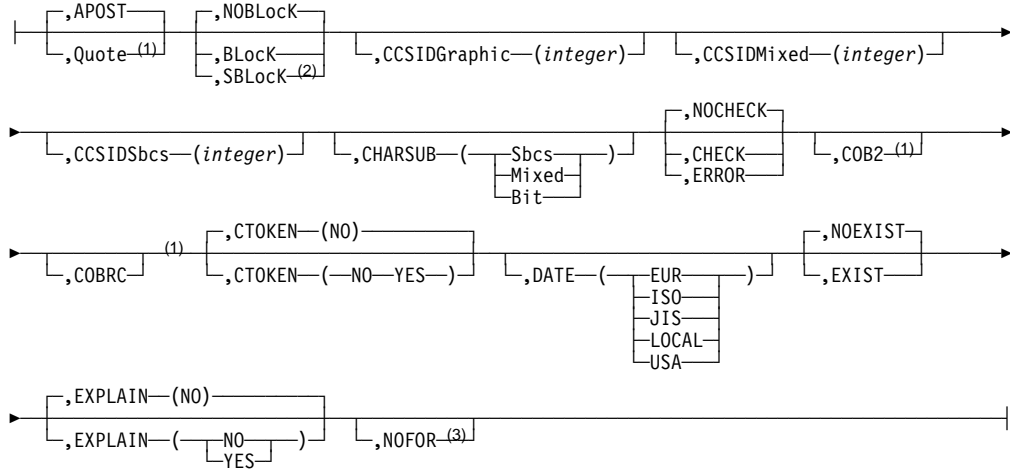 ,APOST ,NOBLocK
,Quote (1) ,BLocK ,CCSIDGraphic (integer) ,CCSIDMixed (integer)
,SBLocK (2)
,NOCHECK
,CCSIDSbcs (integer) ,CHARSUB ( Sbcs ) ,CHECK ,COB2 (1)
Mixed ,ERROR
Bit
,CTOKEN (NO) ,NOEXIST
,COBRC (1) ,CTOKEN ( NO YES ) ,DATE ( EUR ) ,EXIST
ISO
JIS
LOCAL
USA
,EXPLAIN (NO)
,EXPLAIN ( NO ) ,NOFOR (3)
YES